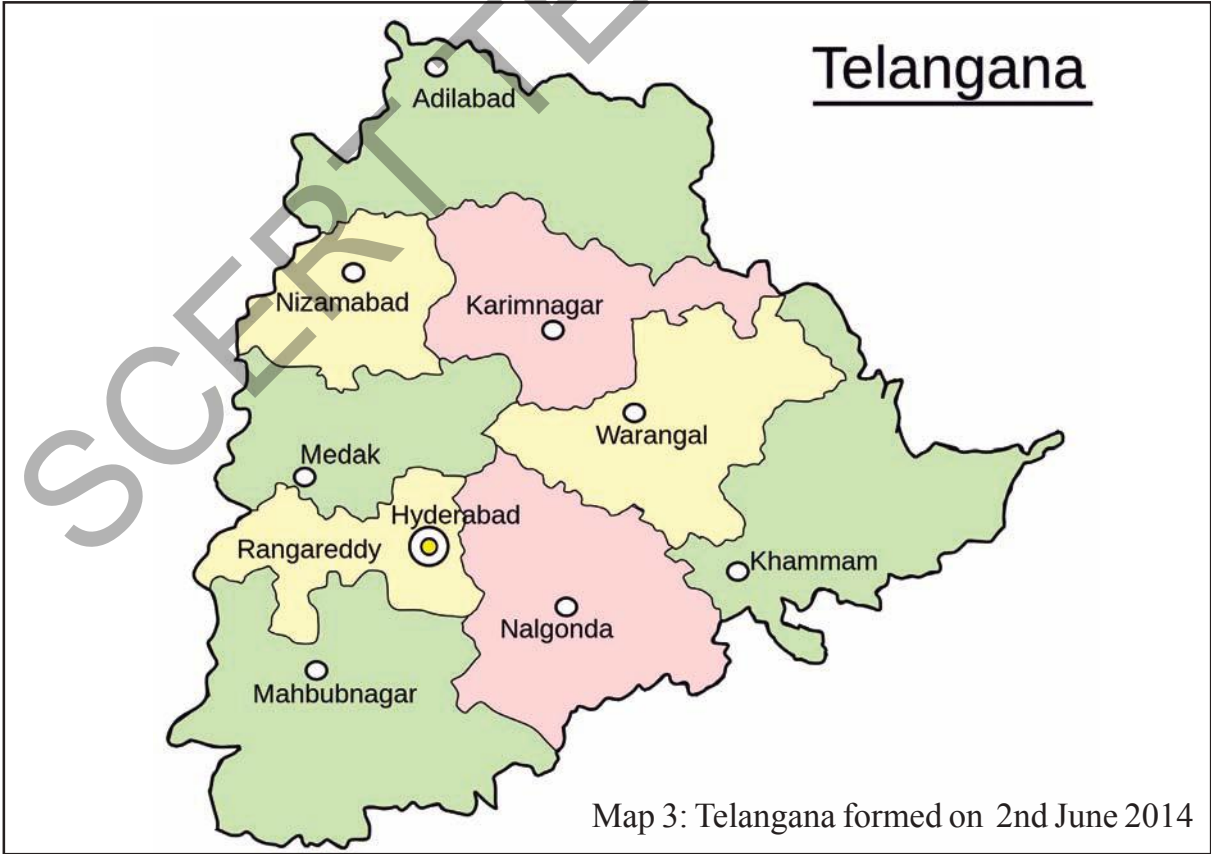 Telangana
Adilabad
Nizamabad
Karimnagar
Warangal
Medak
Hyderabad
Rangareddy
Khammam
Nalgonda
Mahbubnagar
Map 3: Telangana formed on 2nd June 2014
SCERT TE